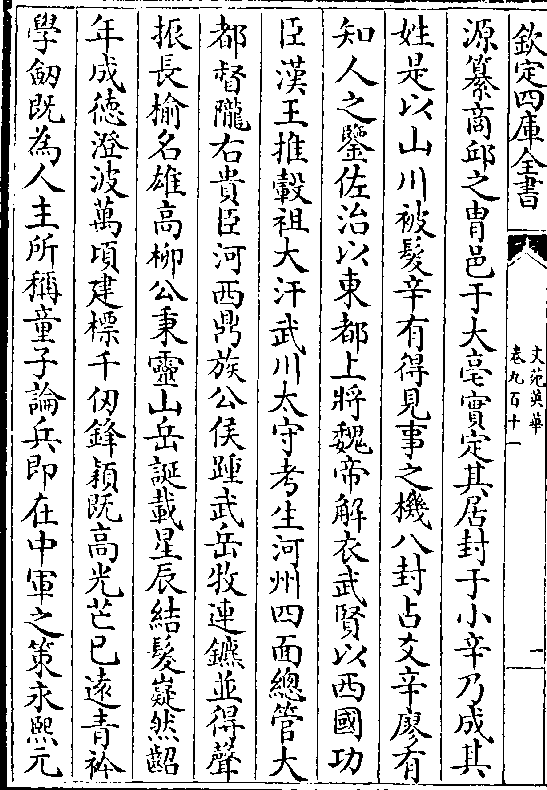 欽定四庫全書
文苑英華
卷九百十一
一
源纂商邱之胄邑于大亳實定其居封于小辛乃成其
姓是以山川被髮辛有得見事之機八封占爻辛廖有
知人之鑒佐治以東都上將魏帝解衣武賢以西國功
臣漢王推轂祖大汗武川太守考生河州四面總管大
都督隴右貴臣河西鼎族公侯踵武岳牧連鑣並得聲
振長榆名雄高柳公秉靈山岳誕載星辰結髮嶷然齠
年成徳澄波萬頃建標千仞鋒穎既高光芒已遠青衿
學劒既為人主所稱童子論兵即在中軍之策永熙元